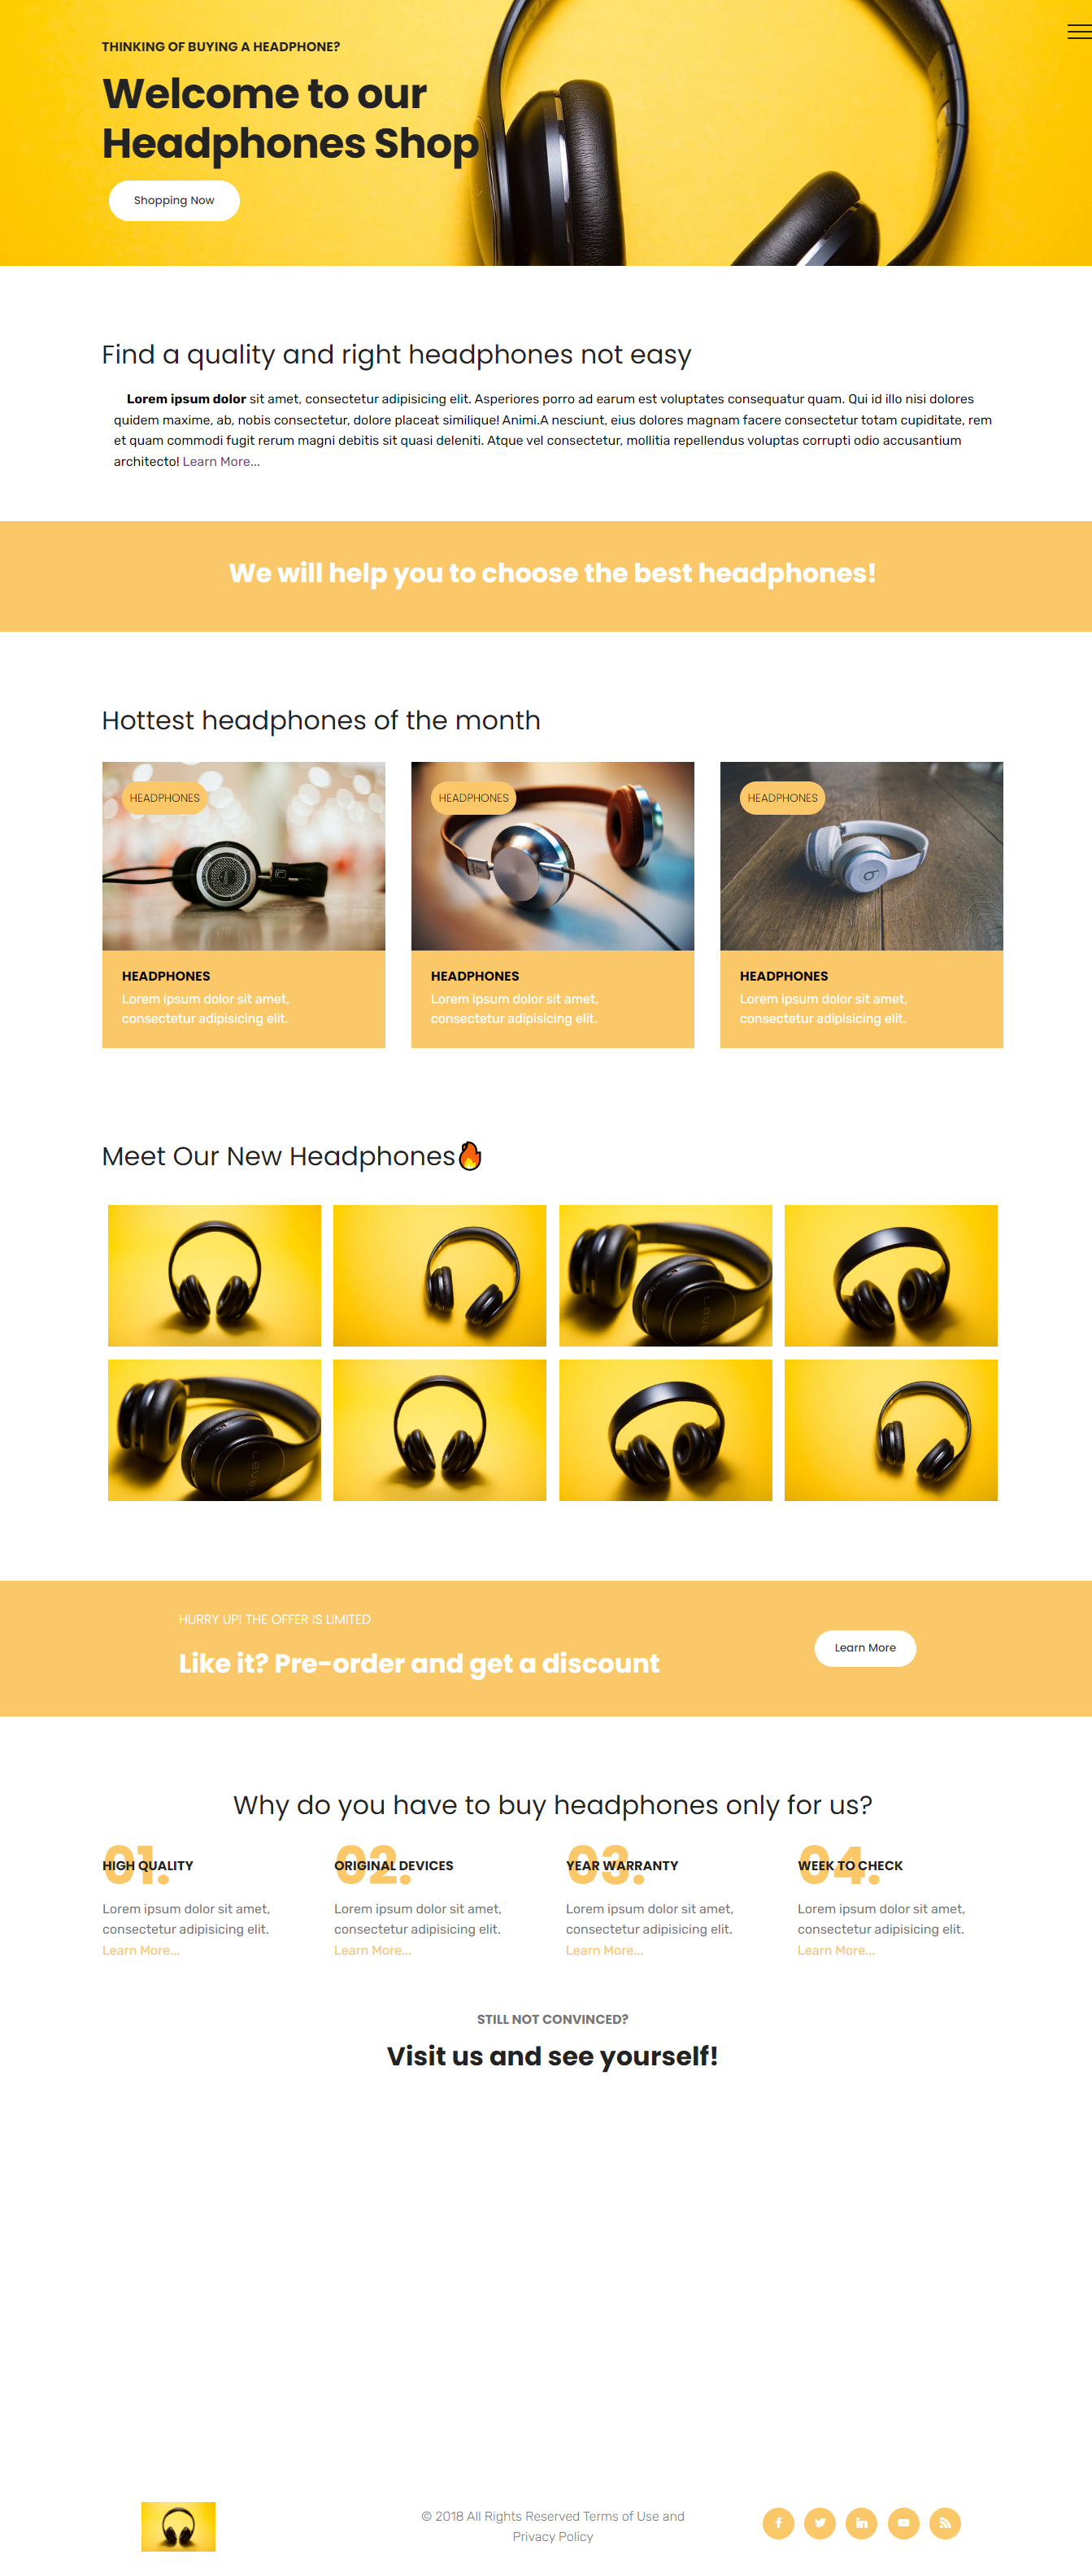 THINKING OF BUYING A HEADPHONE?
Welcome to our
Headphones Shop
Shopping Now
Find a quality and right headphones not easy
Lorem ipsum dolor sit amet, consectetur adipisicing elit. Asperiores porro ad earum est voluptates consequatur quam. Qui id illo nisi dolores
quidem maxime, ab, nobis consectetur, dolore placeat similique! Animi.A nesciunt, eius dolores magnam facere consectetur totam cupiditate, rem
et quam commodi fugit rerum magni debitis sit quasi deleniti. Atque vel consectetur, mollitia repellendus voluptas corrupti odio accusantium
architecto! Learn More...
We will help you to choose the best headphones!
Hottest headphones of the month
HEADPHONES
HEADPHONES
Lorem ipsum dolor sit amet,
consectetur adipisicing elit.
HEADPHONES
HEADPHONES
Lorem ipsum dolor sit amet,
consectetur adipisicing elit.
HEADPHONES
HEADPHONES
Lorem ipsum dolor sit amet,
consectetur adipisicing elit.
Meet Our New Headphones🔥
HURRY UP! THE OFFER IS LIMITED
Like it? Pre-order and get a discount
Learn More
Why do you have to buy headphones only for us?
01.
HIGH QUALITY
Lorem ipsum dolor sit amet,
consectetur adipisicing elit.
Learn More...
02.
ORIGINAL DEVICES
Lorem ipsum dolor sit amet,
consectetur adipisicing elit.
Learn More...
03.
YEAR WARRANTY
Lorem ipsum dolor sit amet,
consectetur adipisicing elit.
Learn More...
04.
WEEK TO CHECK
Lorem ipsum dolor sit amet,
consectetur adipisicing elit.
Learn More...
STILL NOT CONVINCED?
Visit us and see yourself!
© 2018 All Rights Reserved Terms of Use and
Privacy Policy